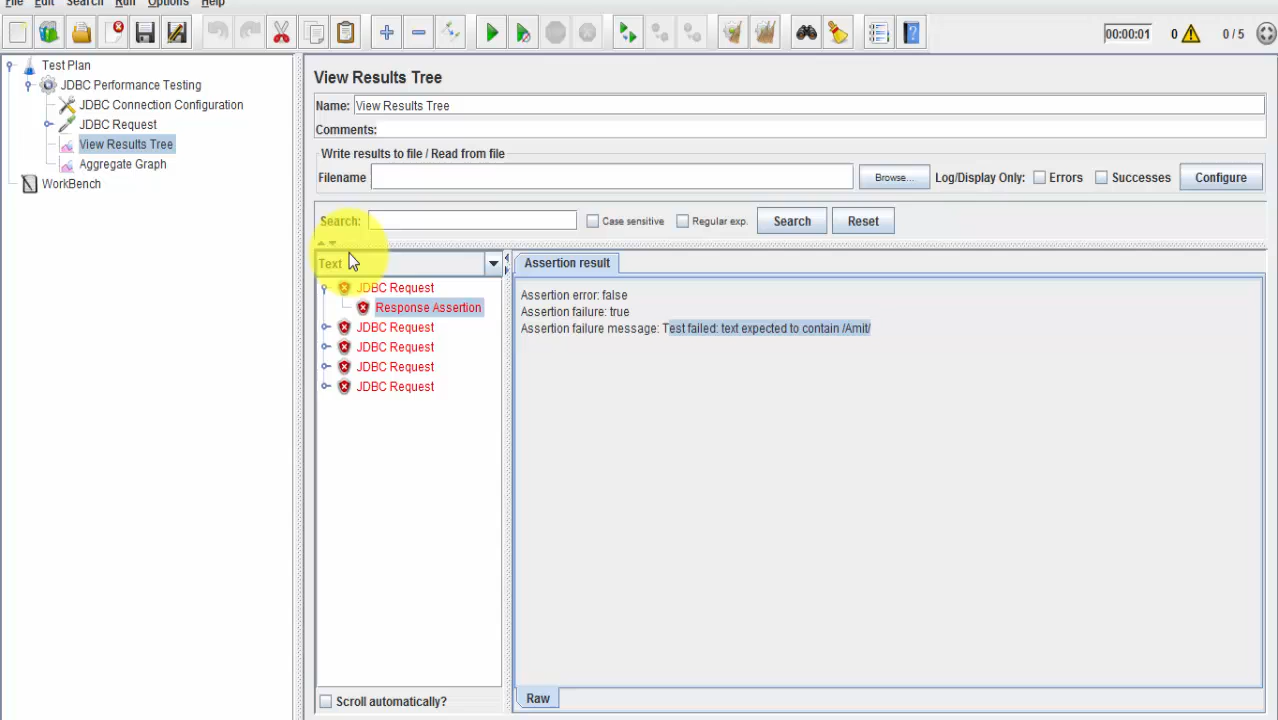 File Edit Search Run Options Help
00:00:01 0 0 / 5
Test Plan
JDBC Performance Testing
JDBC Connection Configuration
JDBC Request
View Results Tree
Aggregate Graph
WorkBench
View Results Tree
Name: View Results Tree
Comments:
Write results to file / Read from file
Filename Browse... Log/Display Only: Errors Successes Configure
Search: Case sensitive Regular exp. Search Reset
Text
JDBC Request
Response Assertion
JDBC Request
JDBC Request
JDBC Request
JDBC Request
Scroll automatically?
Assertion result
Assertion error: false
Assertion failure: true
Assertion failure message: Test failed: text expected to contain /Amit/
Raw